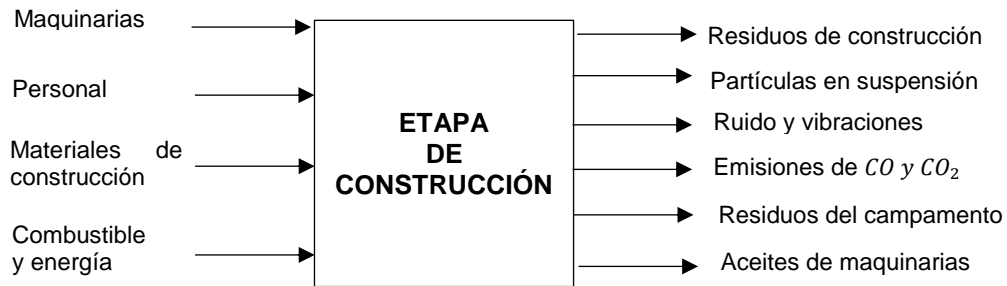 Maquinarias
Personal
Materiales de
construcción
Combustible
y energía
ETAPA
DE
CONSTRUCCIÓN
Residuos de construcción
Partículas en suspensión
Ruido y vibraciones
Emisiones de CO y CO₂
Residuos del campamento
Aceites de maquinarias